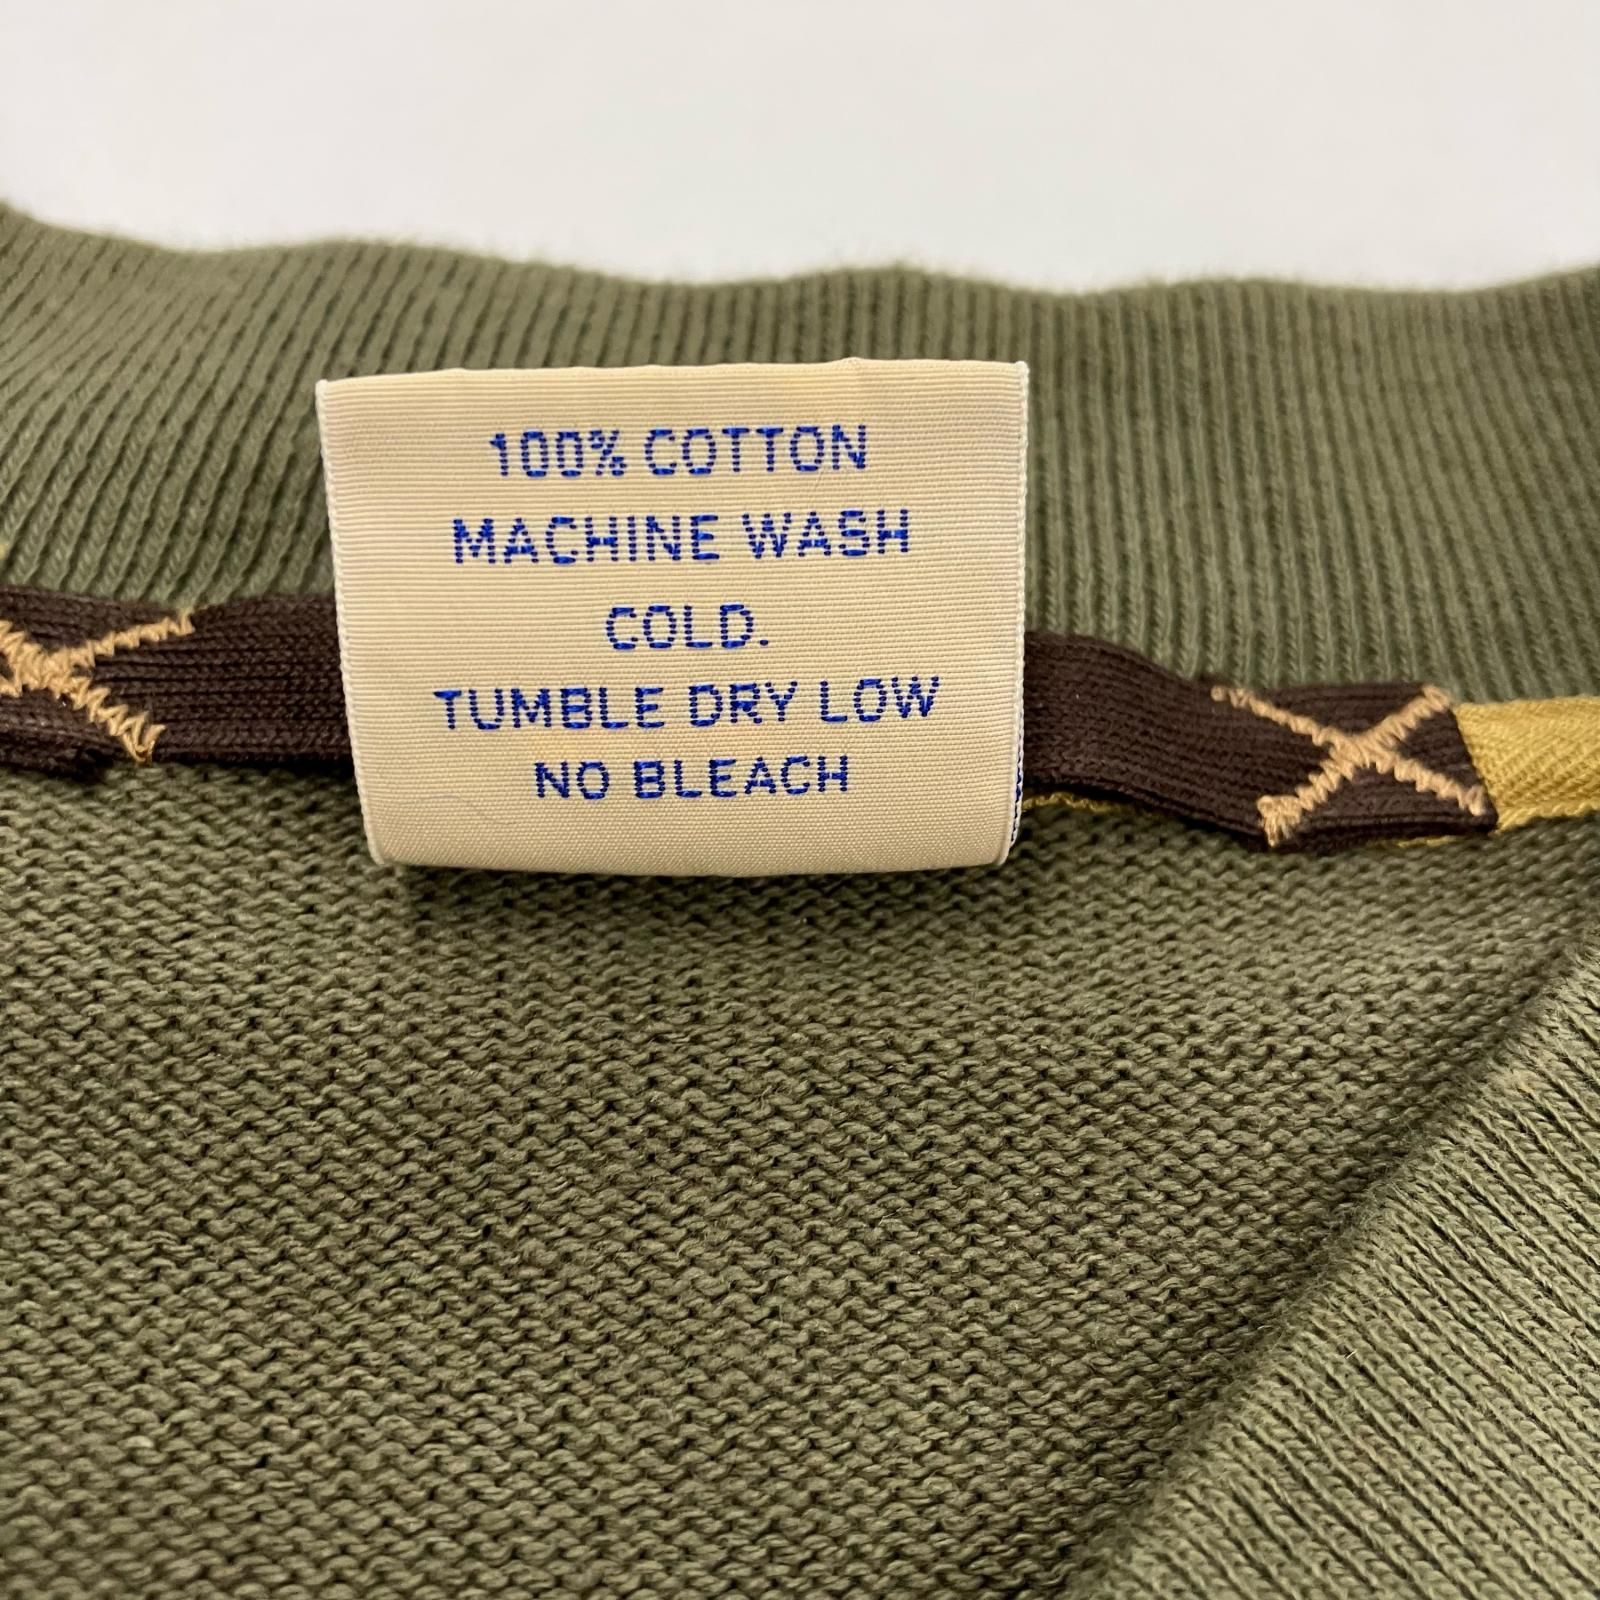 100% COTTON
MACHINE WASH
COLD.
TUMBLE DRY LOW
NO BLEACH